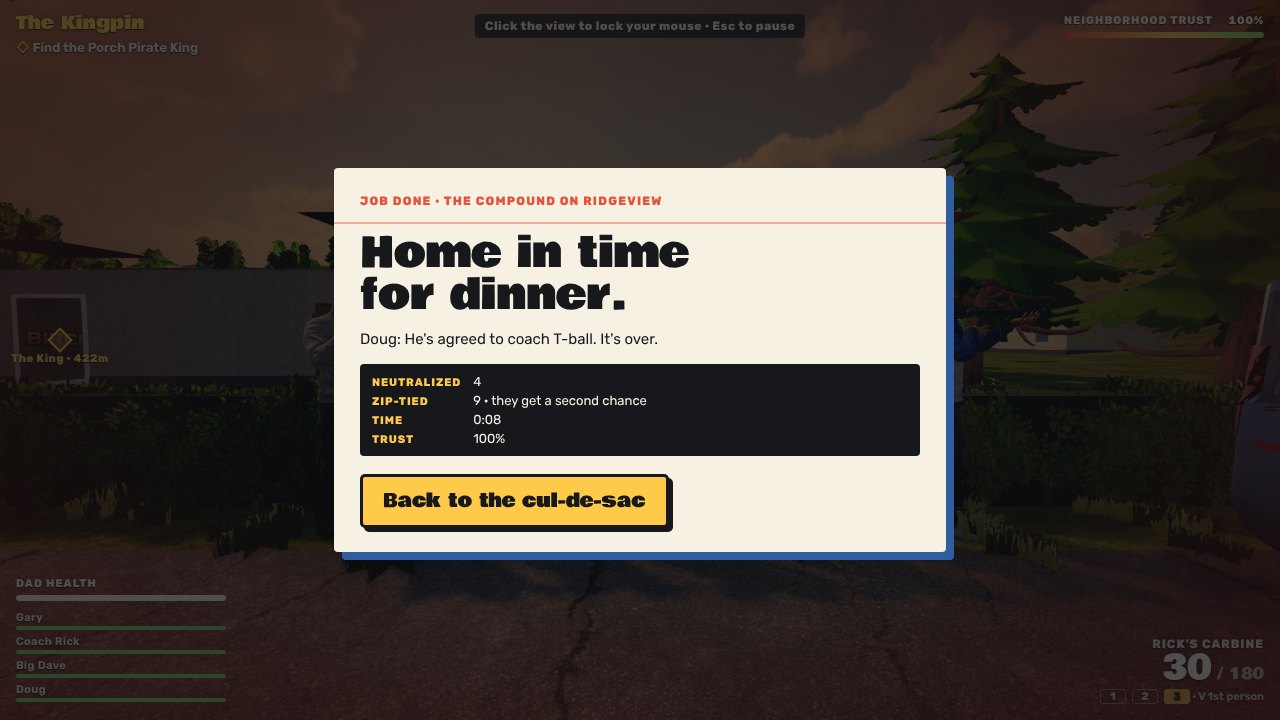 The Kingpin
Find the Porch Pirate King
Click the view to lock your mouse • Esc to pause
NEIGHBORHOOD TRUST 100%
JOB DONE • THE COMPOUND ON RIDGEVIEW
Home in time
for dinner.
Doug: He's agreed to coach T-ball. It's over.
NEUTRALIZED 4
ZIP-TIED 9 • they get a second chance
TIME 0:08
TRUST 100%
Back to the cul-de-sac
The King • 422m
DAD HEALTH
Gary
Coach Rick
Big Dave
Doug
RICK'S CARBINE
30 / 180
1 2 3 • V 1st person